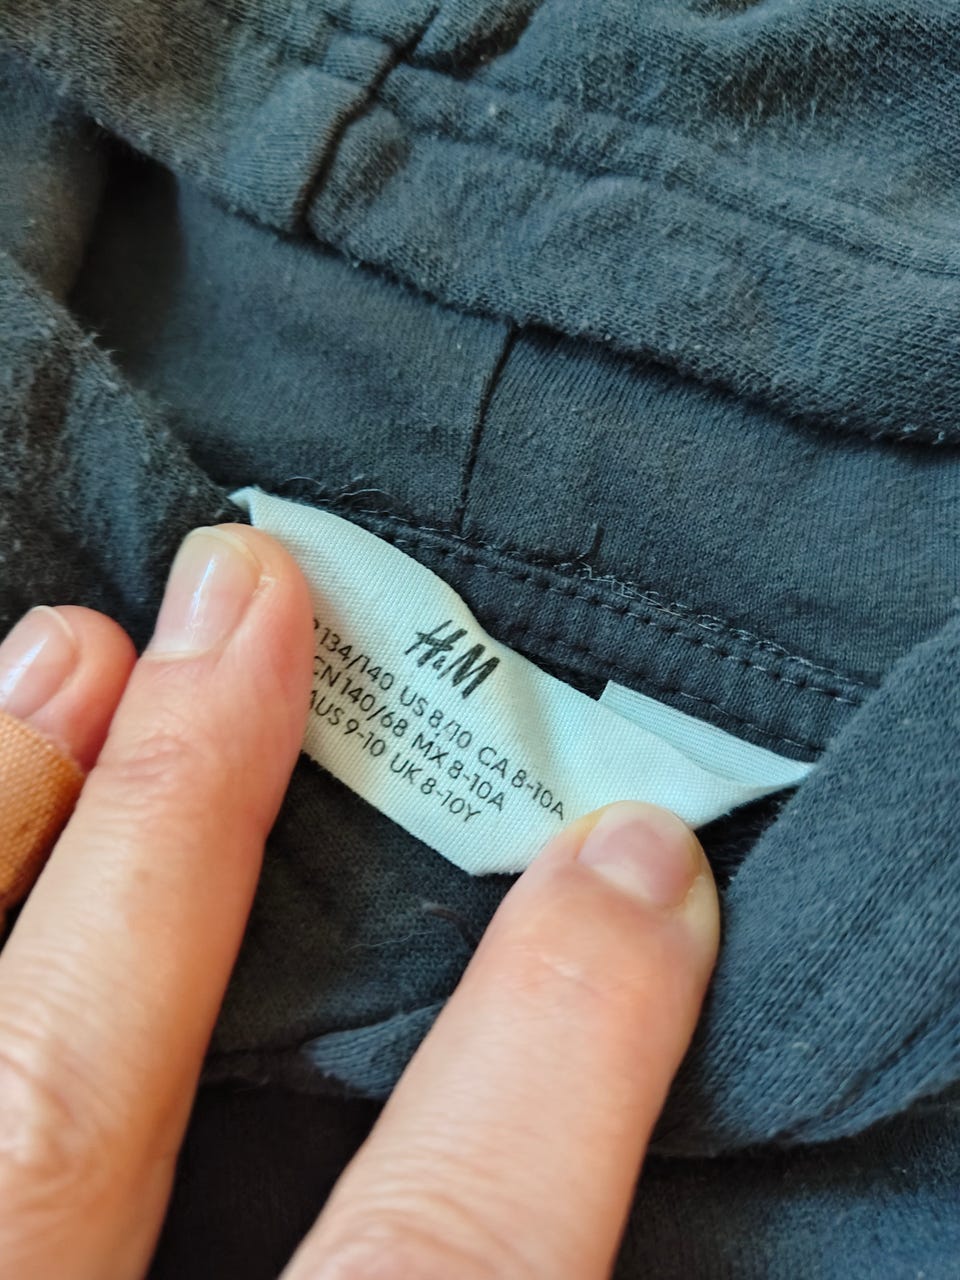 H&M
134/140 US 8/10 CA 8-10A
CN 140/68 MX 8-10A
AUS 9-10 UK 8-10Y